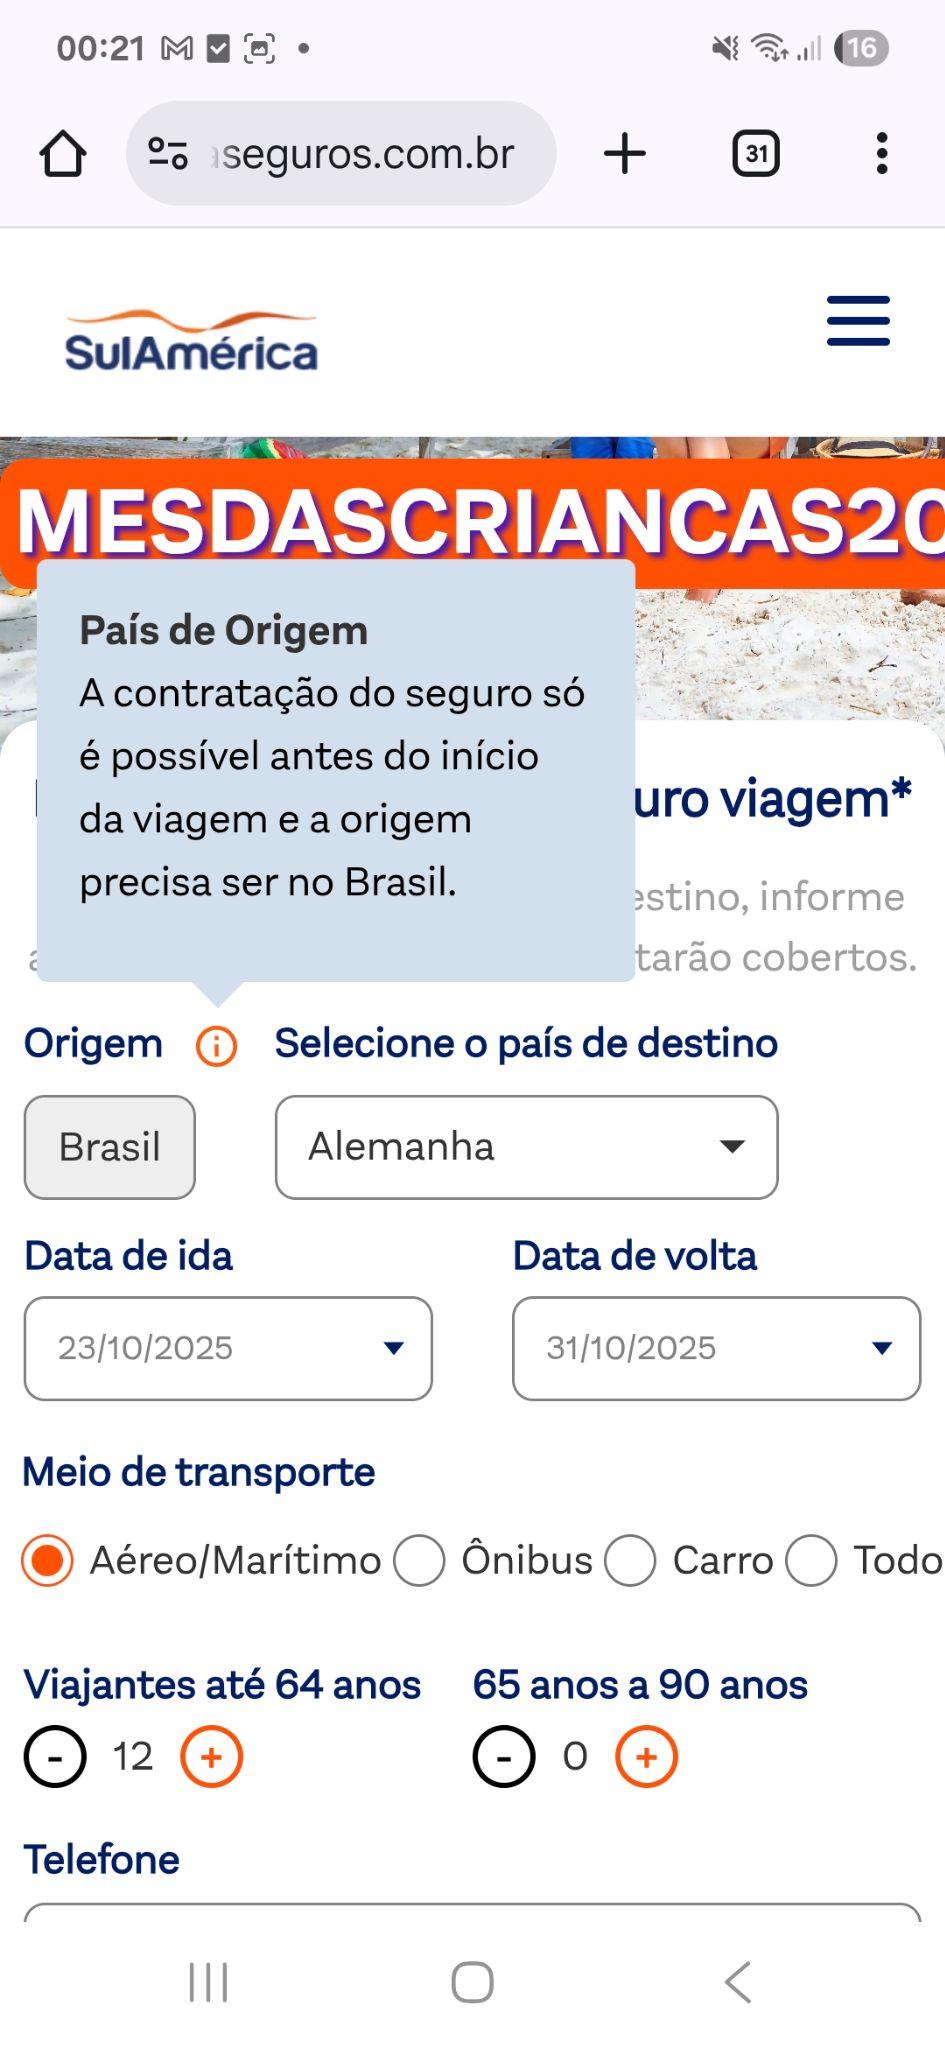 00:21
16
aseguros.com.br
31
SulAmérica
MESDASCRIANCAS20
País de Origem
A contratação do seguro só
é possível antes do início
da viagem e a origem
precisa ser no Brasil.
uro viagem*
estino, informe
tarão cobertos.
Origem Selecione o país de destino
Brasil Alemanha
Data de ida Data de volta
23/10/2025 31/10/2025
Meio de transporte
Aéreo/Marítimo Ônibus Carro Todo
Viajantes até 64 anos 65 anos a 90 anos
- 12 + - 0 +
Telefone